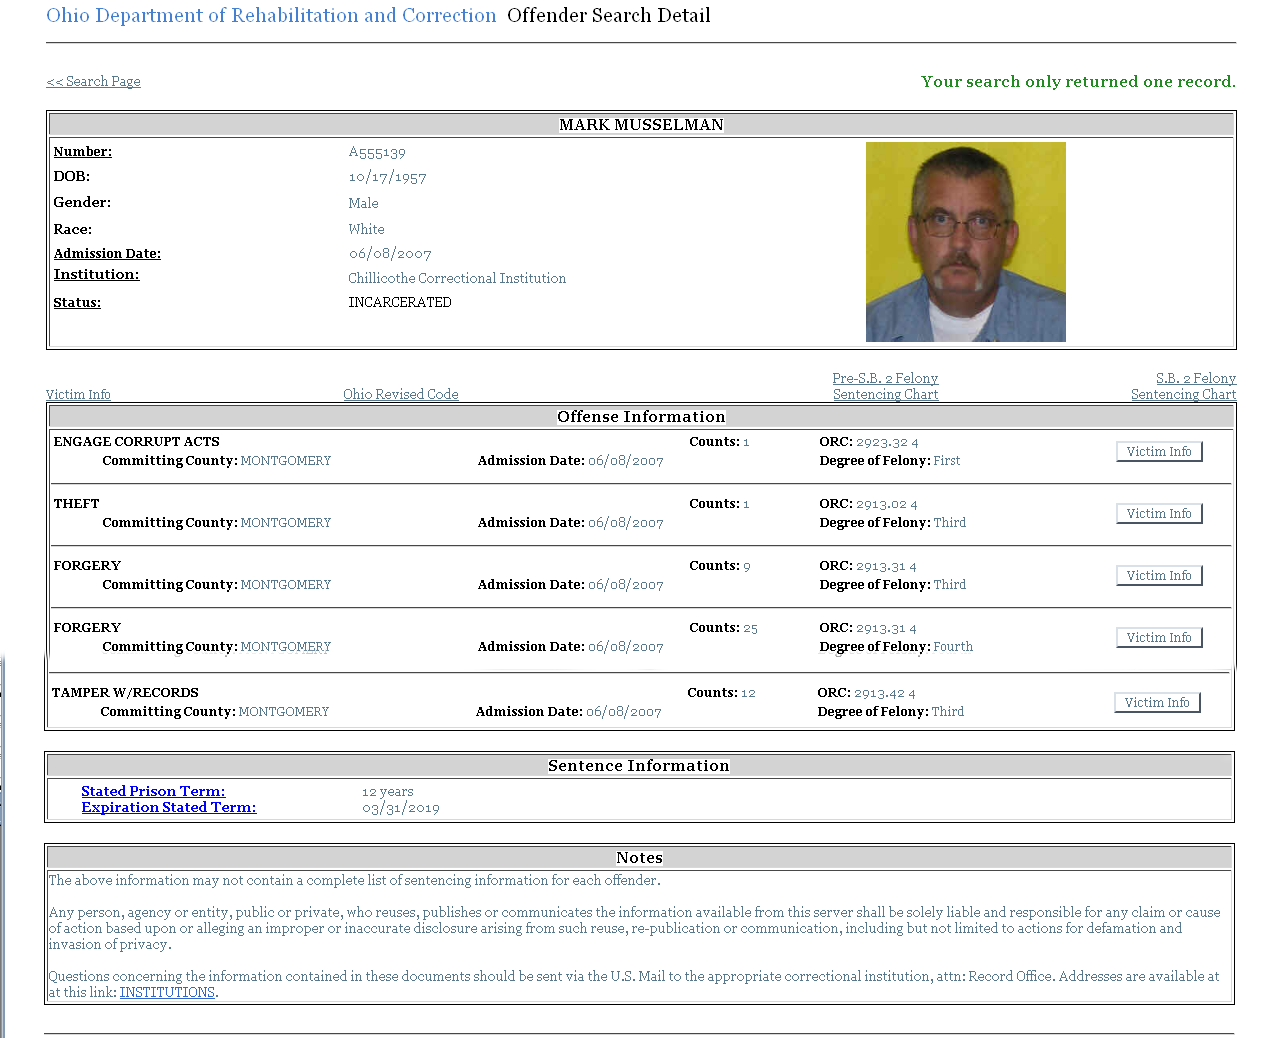 Ohio Department of Rehabilitation and Correction Offender Search Detail
<< Search Page Your search only returned one record.
MARK MUSSELMAN
Number: A555139
DOB: 10/17/1957
Gender: Male
Race: White
Admission Date: 06/08/2007
Institution: Chillicothe Correctional Institution
Status: INCARCERATED
Victim Info Ohio Revised Code Pre-S.B. 2 Felony Sentencing Chart S.B. 2 Felony Sentencing Chart
Offense Information
ENGAGE CORRUPT ACTS Counts: 1 ORC: 2923.32 4
Committing County: MONTGOMERY Admission Date: 06/08/2007 Degree of Felony: First Victim Info
THEFT Counts: 1 ORC: 2913.02 4
Committing County: MONTGOMERY Admission Date: 06/08/2007 Degree of Felony: Third Victim Info
FORGERY Counts: 9 ORC: 2913.31 4
Committing County: MONTGOMERY Admission Date: 06/08/2007 Degree of Felony: Third Victim Info
FORGERY Counts: 25 ORC: 2913.31 4
Committing County: MONTGOMERY Admission Date: 06/08/2007 Degree of Felony: Fourth Victim Info
TAMPER W/RECORDS Counts: 12 ORC: 2913.42 4
Committing County: MONTGOMERY Admission Date: 06/08/2007 Degree of Felony: Third Victim Info
Sentence Information
Stated Prison Term: 12 years
Expiration Stated Term: 03/31/2019
Notes
The above information may not contain a complete list of sentencing information for each offender.
Any person, agency or entity, public or private, who reuses, publishes or communicates the information available from this server shall be solely liable and responsible for any claim or cause
of action based upon or alleging an improper or inaccurate disclosure arising from such reuse, re-publication or communication, including but not limited to actions for defamation and
invasion of privacy.
Questions concerning the information contained in these documents should be sent via the U.S. Mail to the appropriate correctional institution, attn: Record Office. Addresses are available at
at this link: INSTITUTIONS.